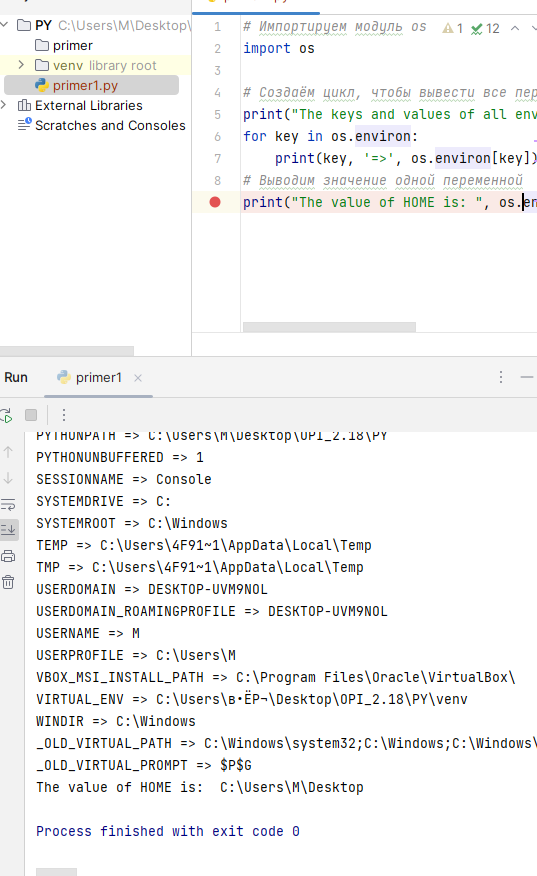 PY C:\Users\M\Desktop\
primer
venv library root
primer1.py
External Libraries
Scratches and Consoles
1 # Импортируем модуль os
1 12
2 import os
3
4 # Создаём цикл, чтобы вывести все пер
5 print("The keys and values of all env
6 for key in os.environ:
7 print(key, '=>', os.environ[key])
8 # Выводим значение одной переменной
print("The value of HOME is: ", os.en
Run primer1
PYTHONPATH => C:\Users\M\Desktop\OPI_2.18\PY
PYTHONUNBUFFERED => 1
SESSIONNAME => Console
SYSTEMDRIVE => C:
SYSTEMROOT => C:\Windows
TEMP => C:\Users\4F91~1\AppData\Local\Temp
TMP => C:\Users\4F91~1\AppData\Local\Temp
USERDOMAIN => DESKTOP-UVM9NOL
USERDOMAIN_ROAMINGPROFILE => DESKTOP-UVM9NOL
USERNAME => M
USERPROFILE => C:\Users\M
VBOX_MSI_INSTALL_PATH => C:\Program Files\Oracle\VirtualBox\
VIRTUAL_ENV => C:\Users\в•ЁР¬\Desktop\OPI_2.18\PY\venv
WINDIR => C:\Windows
_OLD_VIRTUAL_PATH => C:\Windows\system32;C:\Windows;C:\Windows\
_OLD_VIRTUAL_PROMPT => $P$G
The value of HOME is:  C:\Users\M\Desktop
Process finished with exit code 0